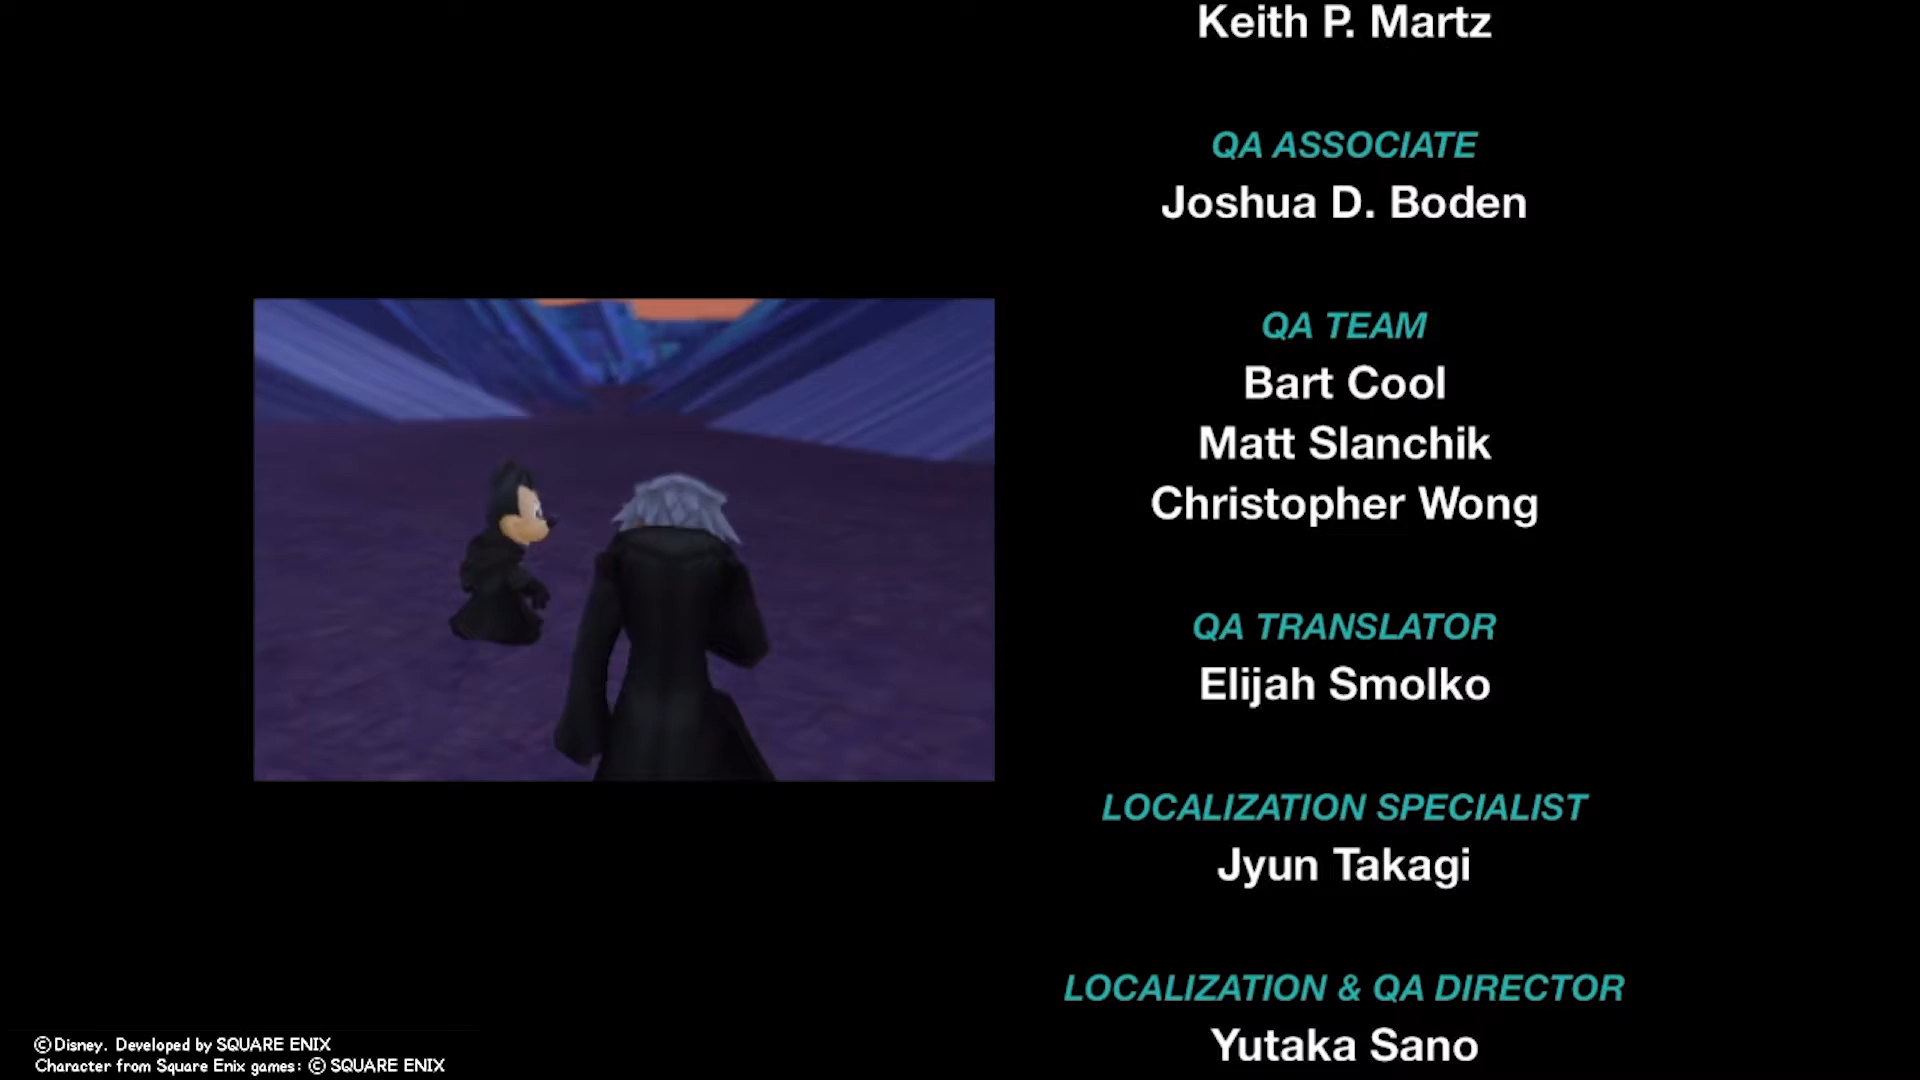 Keith P. Martz
QA ASSOCIATE
Joshua D. Boden
QA TEAM
Bart Cool
Matt Slanchik
Christopher Wong
QA TRANSLATOR
Elijah Smolko
LOCALIZATION SPECIALIST
Jyun Takagi
LOCALIZATION & QA DIRECTOR
Yutaka Sano
©Disney. Developed by SQUARE ENIX
Character from Square Enix games: © SQUARE ENIX